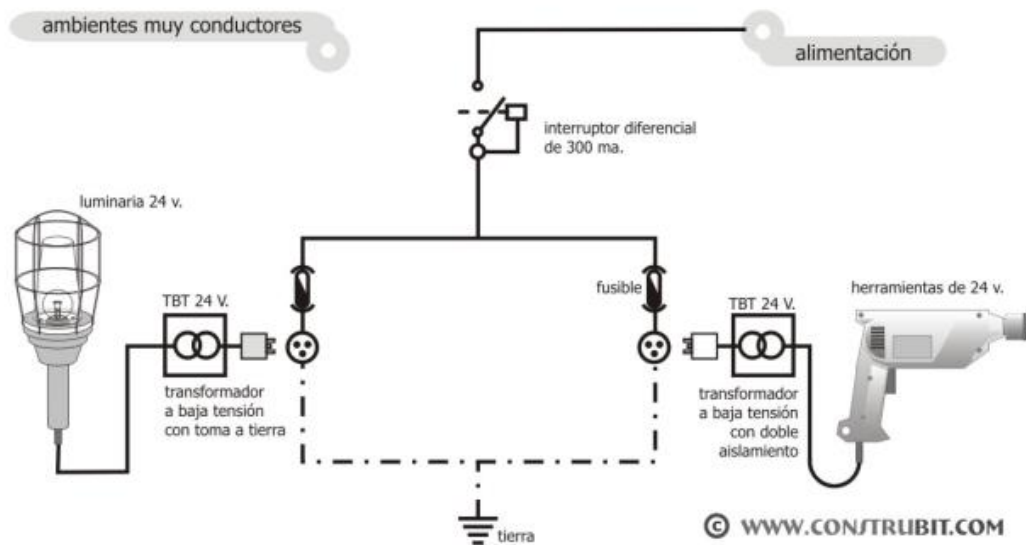 ambientes muy conductores
alimentación
interruptor diferencial
de 300 ma.
luminaria 24 v.
TBT 24 V.
fusible
TBT 24 V.
herramientas de 24 v.
transformador
a baja tensión
con toma a tierra
transformador
a baja tensión
con doble
aislamiento
tierra
© WWW.CONSTRUBIT.COM